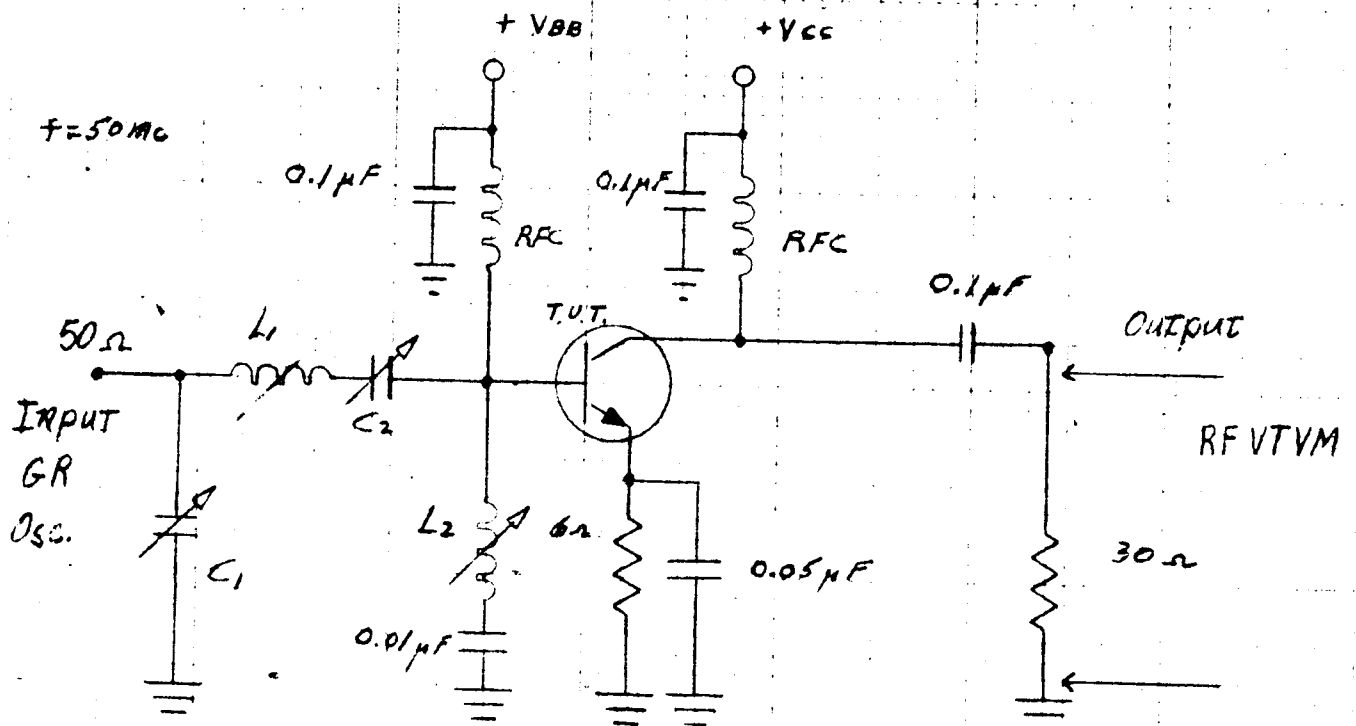 + VBB
+Vcc
f=50mc
0.1µF
0.1µF
RFC
RFC
0.1µF
T.U.T.
50Ω
L1
Output
Input
C2
RF VTVM
GR
Osc.
L2
6Ω
C1
0.05µF
30Ω
0.01µF